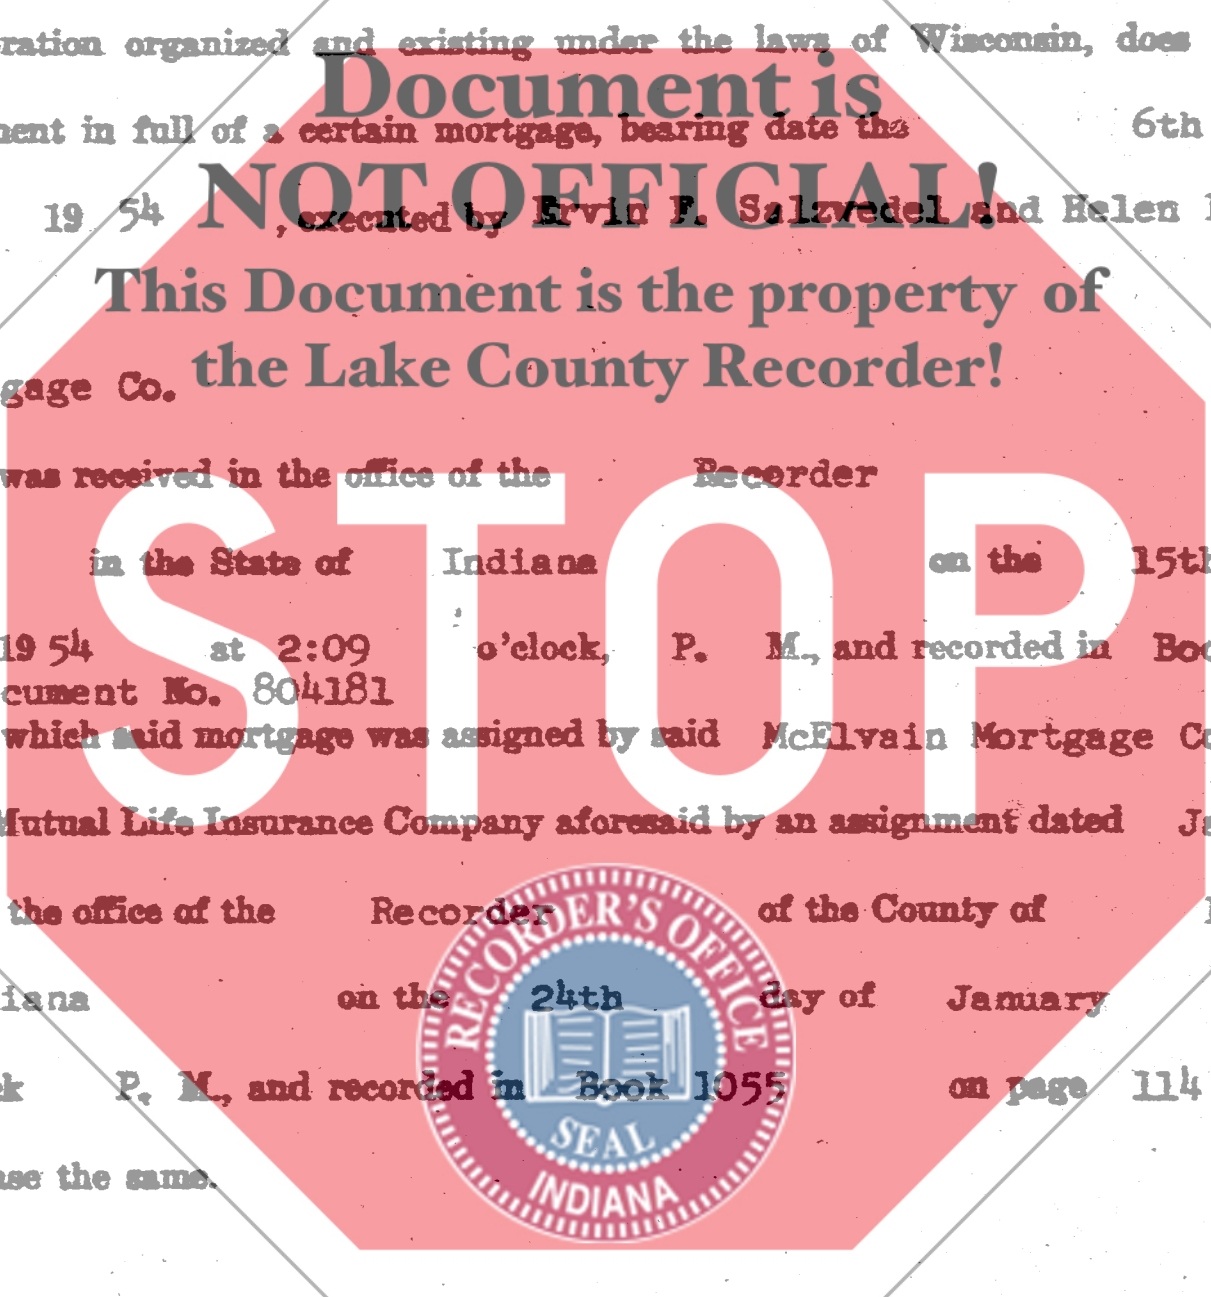 ration organized and existing under the laws of Wisconsin, does
Document is
ment in full of a certain mortgage, bearing date the 6th
NOT OFFICIAL!
19 54 , executed by Ervin F. Salzwedel and Helen
This Document is the property of
the Lake County Recorder!
gage Co.
was received in the office of the Recorder
STOP
in the State of Indiana on the 15th
19 54 at 2:09 o'clock, P. M., and recorded in Boo
cument No. 804181
which said mortgage was assigned by said McElvain Mortgage Co
Mutual Life Insurance Company aforesaid by an assignment dated Ja
the office of the Recorder of the County of
RECORDER'S OFFICE
iana on the 24th day of January
k P. M., and recorded in Book 1055 on page 114
SEAL
INDIANA
ase the same.